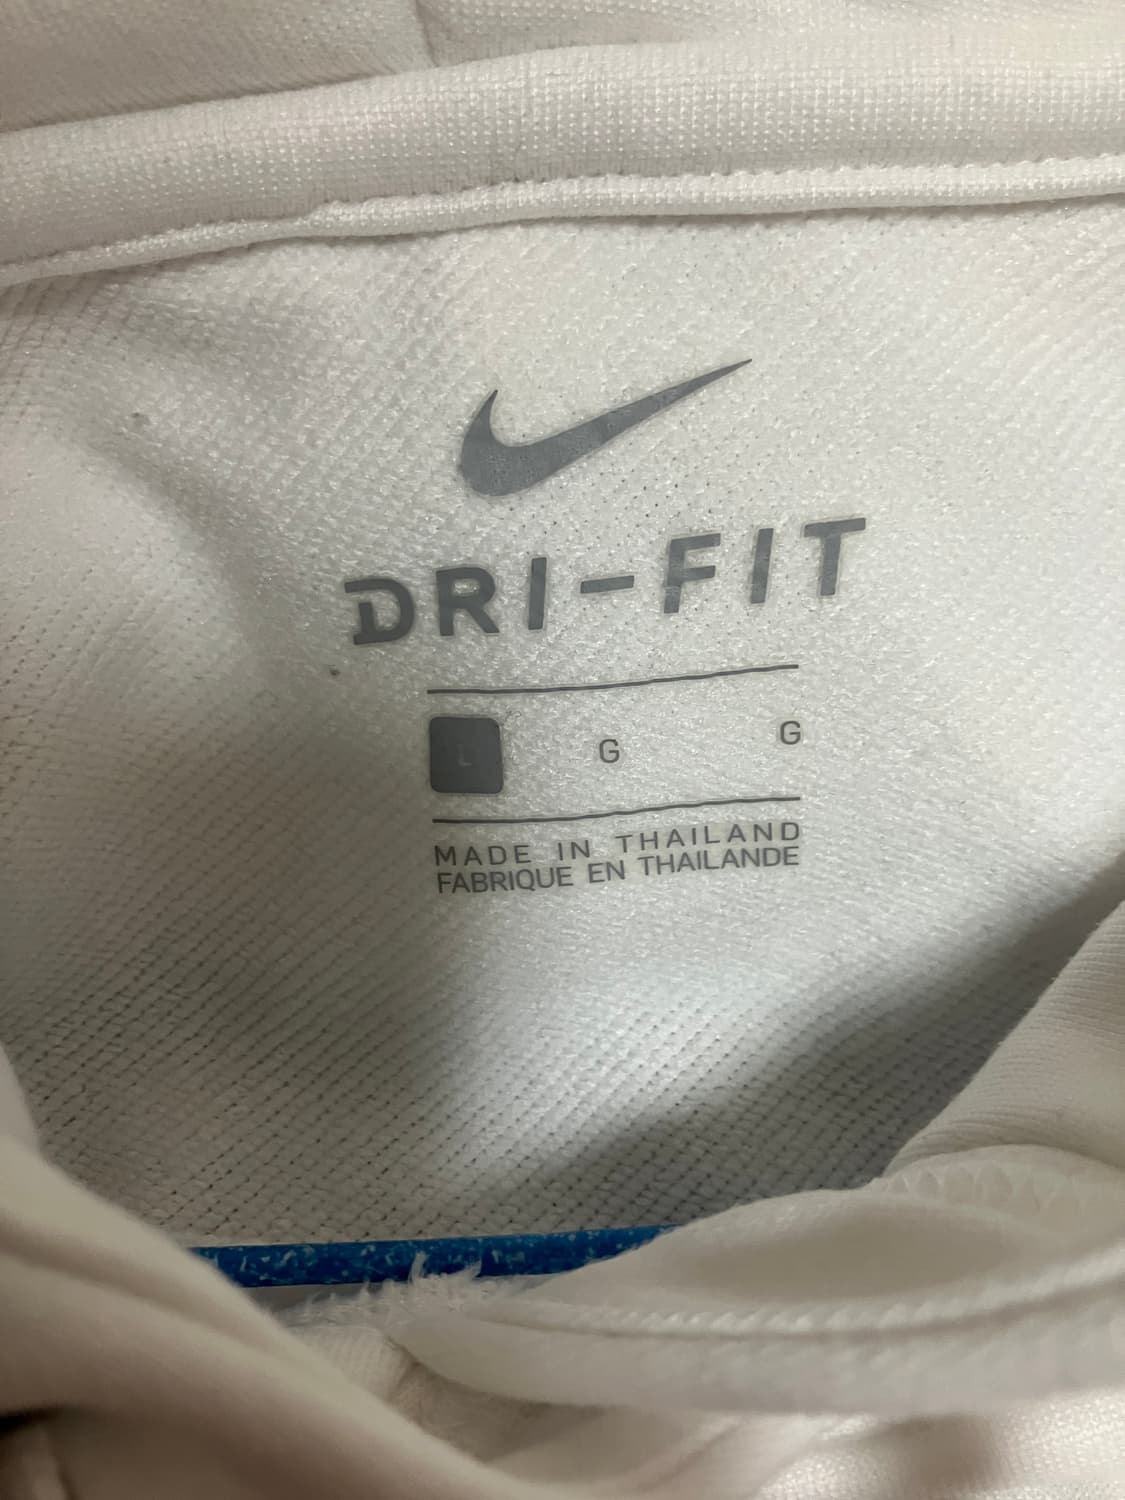 DRI-FIT
L G G
MADE IN THAILAND
FABRIQUE EN THAILANDE